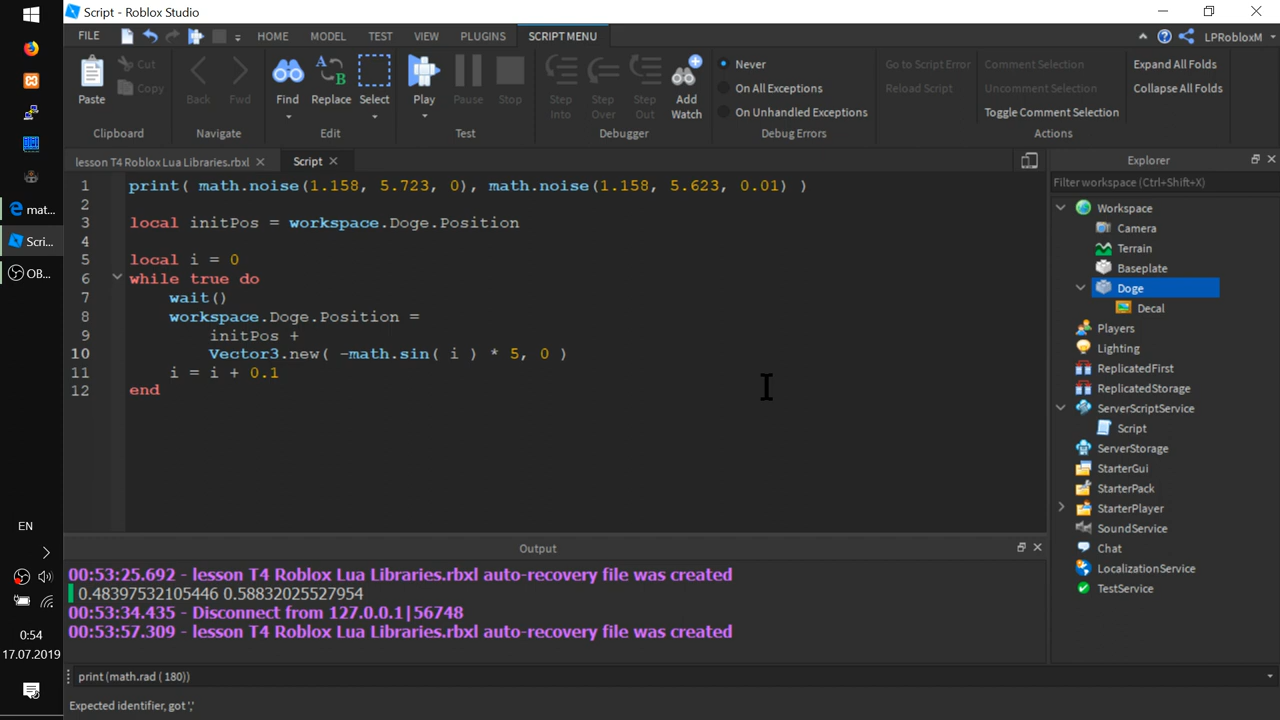 Script - Roblox Studio
FILE HOME MODEL TEST VIEW PLUGINS SCRIPT MENU LPRobloxM
Paste
Cut
Copy
Clipboard
Back Fwd
Navigate
Find Replace Select
Edit
Play Pause Stop
Test
Step Into
Step Over
Step Out
Add Watch
Debugger
Never
On All Exceptions
On Unhandled Exceptions
Debug Errors
Go to Script Error
Reload Script
Comment Selection
Uncomment Selection
Toggle Comment Selection
Expand All Folds
Collapse All Folds
Actions
lesson T4 Roblox Lua Libraries.rbxl Script
1 print( math.noise(1.158, 5.723, 0), math.noise(1.158, 5.623, 0.01) )
2
3 local initPos = workspace.Doge.Position
4
5 local i = 0
6 while true do
7 wait()
8 workspace.Doge.Position =
9 initPos +
10 Vector3.new( -math.sin( i ) * 5, 0 )
11 i = i + 0.1
12 end
Explorer
Filter workspace (Ctrl+Shift+X)
Workspace
Camera
Terrain
Baseplate
Doge
Decal
Players
Lighting
ReplicatedFirst
ReplicatedStorage
ServerScriptService
Script
ServerStorage
StarterGui
StarterPack
StarterPlayer
SoundService
Chat
LocalizationService
TestService
Output
00:53:25.692 - lesson T4 Roblox Lua Libraries.rbxl auto-recovery file was created
0.48397532105446 0.58832025527954
00:53:34.435 - Disconnect from 127.0.0.1|56748
00:53:57.309 - lesson T4 Roblox Lua Libraries.rbxl auto-recovery file was created
print (math.rad ( 180))
Expected identifier, got ','
mat...
Scri...
OB...
EN
0:54
17.07.2019